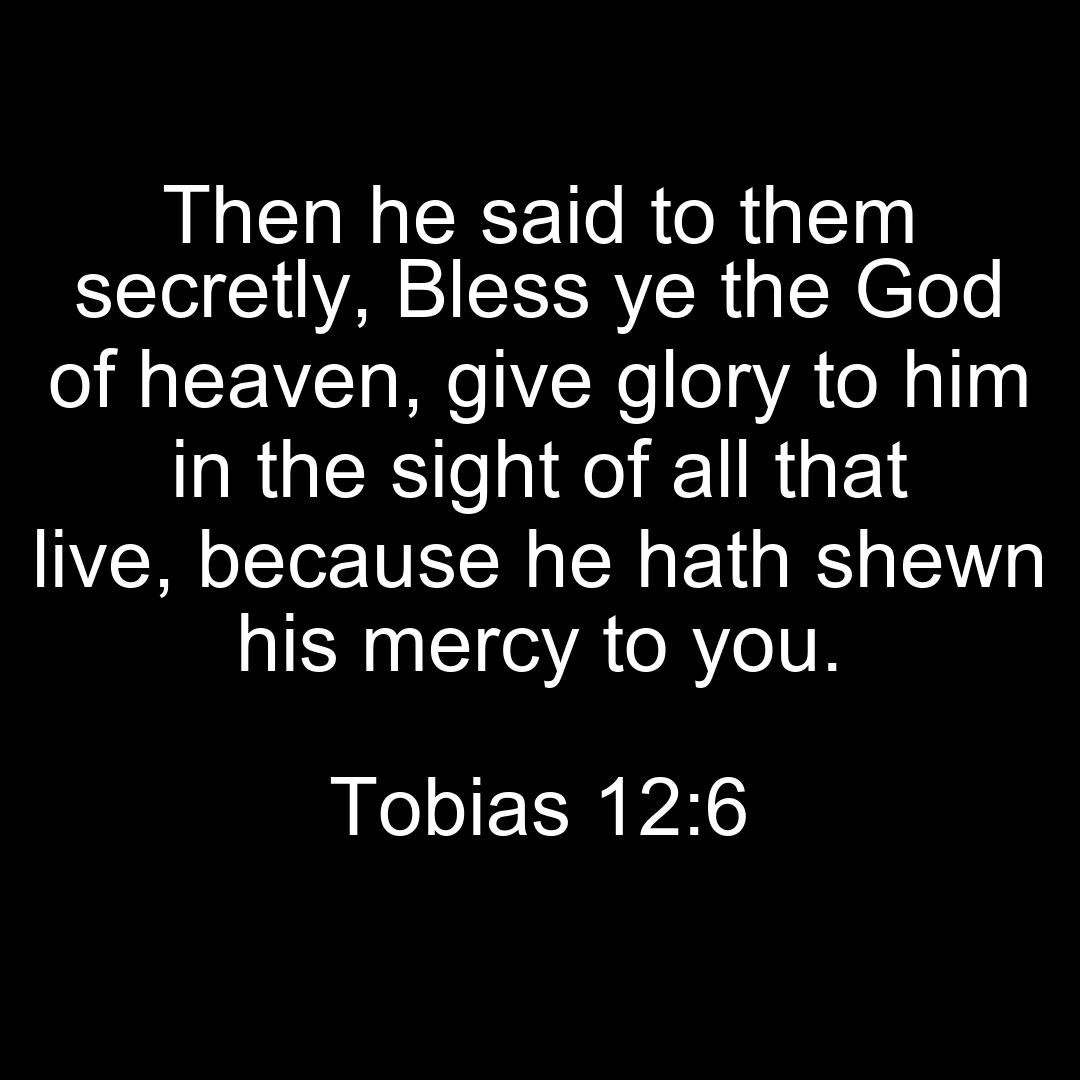 Then he said to them
secretly, Bless ye the God
of heaven, give glory to him
in the sight of all that
live, because he hath shewn
his mercy to you.
Tobias 12:6